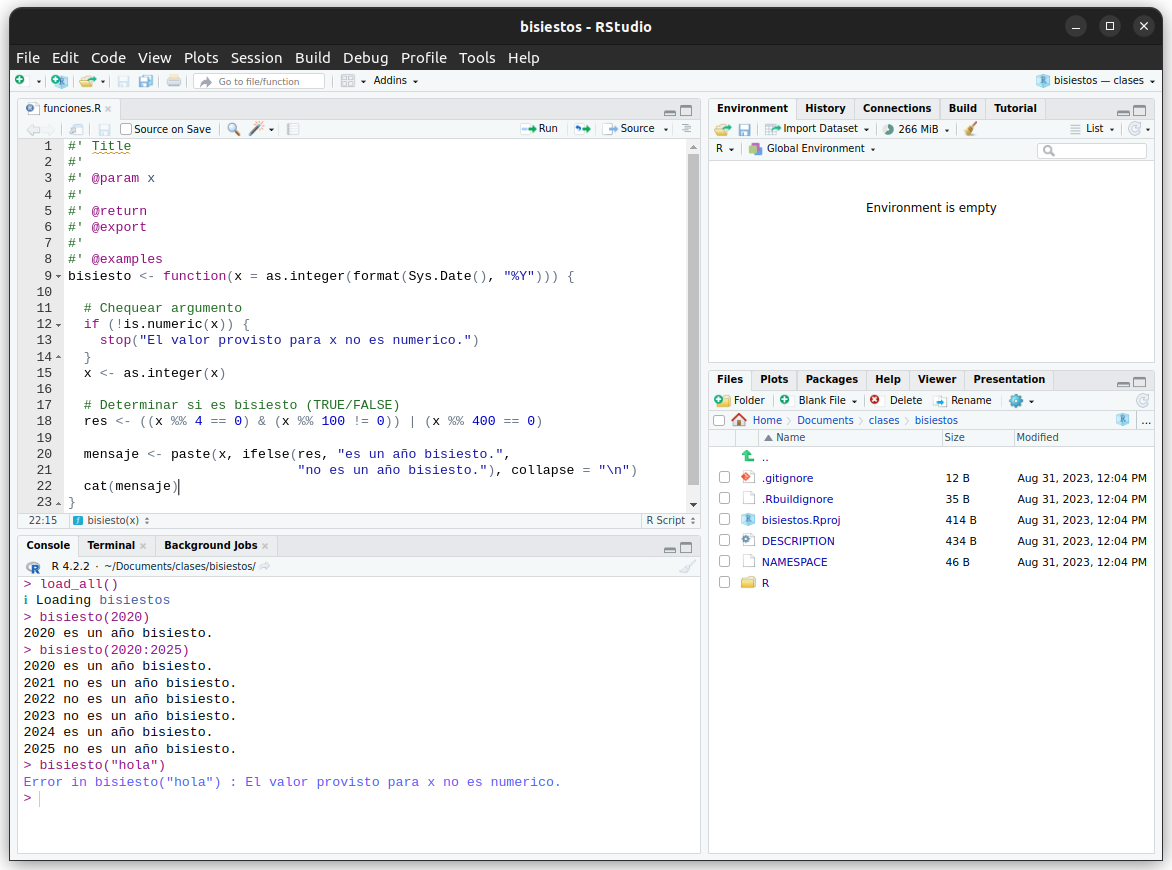 bisiestos - RStudio
File Edit Code View Plots Session Build Debug Profile Tools Help
Go to file/function Addins bisiestos — clases
funciones.R
Source on Save Run Source
1 #' Title
2 #'
3 #' @param x
4 #'
5 #' @return
6 #' @export
7 #'
8 #' @examples
9 bisiesto <- function(x = as.integer(format(Sys.Date(), "%Y"))) {
10
11 # Chequear argumento
12 if (!is.numeric(x)) {
13 stop("El valor provisto para x no es numerico.")
14 }
15 x <- as.integer(x)
16
17 # Determinar si es bisiesto (TRUE/FALSE)
18 res <- ((x %% 4 == 0) & (x %% 100 != 0)) | (x %% 400 == 0)
19
20 mensaje <- paste(x, ifelse(res, "es un año bisiesto.",
21 "no es un año bisiesto."), collapse = "\n")
22 cat(mensaje)
23 }
22:15 bisiesto(x) R Script
Console Terminal Background Jobs
R 4.2.2 · ~/Documents/clases/bisiestos/
> load_all()
ℹ Loading bisiestos
> bisiesto(2020)
2020 es un año bisiesto.
> bisiesto(2020:2025)
2020 es un año bisiesto.
2021 no es un año bisiesto.
2022 no es un año bisiesto.
2023 no es un año bisiesto.
2024 es un año bisiesto.
2025 no es un año bisiesto.
> bisiesto("hola")
Error in bisiesto("hola") : El valor provisto para x no es numerico.
>
Environment History Connections Build Tutorial
Import Dataset 266 MiB List
R Global Environment
Environment is empty
Files Plots Packages Help Viewer Presentation
Folder Blank File Delete Rename
Home Documents clases bisiestos ...
Name Size Modified
..
.gitignore 12 B Aug 31, 2023, 12:04 PM
.Rbuildignore 35 B Aug 31, 2023, 12:04 PM
bisiestos.Rproj 414 B Aug 31, 2023, 12:04 PM
DESCRIPTION 434 B Aug 31, 2023, 12:04 PM
NAMESPACE 46 B Aug 31, 2023, 12:04 PM
R